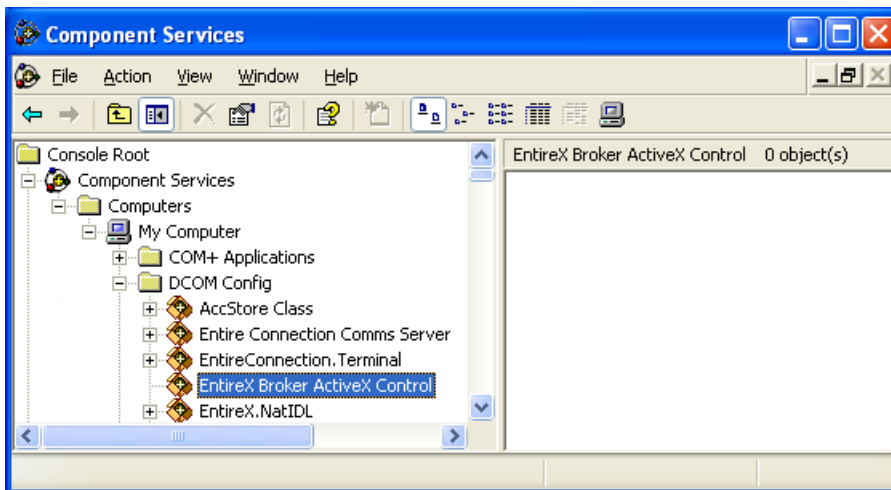 Component Services
File Action View Window Help
Console Root
Component Services
Computers
My Computer
COM+ Applications
DCOM Config
AccStore Class
Entire Connection Comms Server
EntireConnection.Terminal
EntireX Broker ActiveX Control
EntireX.NatIDL
EntireX Broker ActiveX Control 0 object(s)